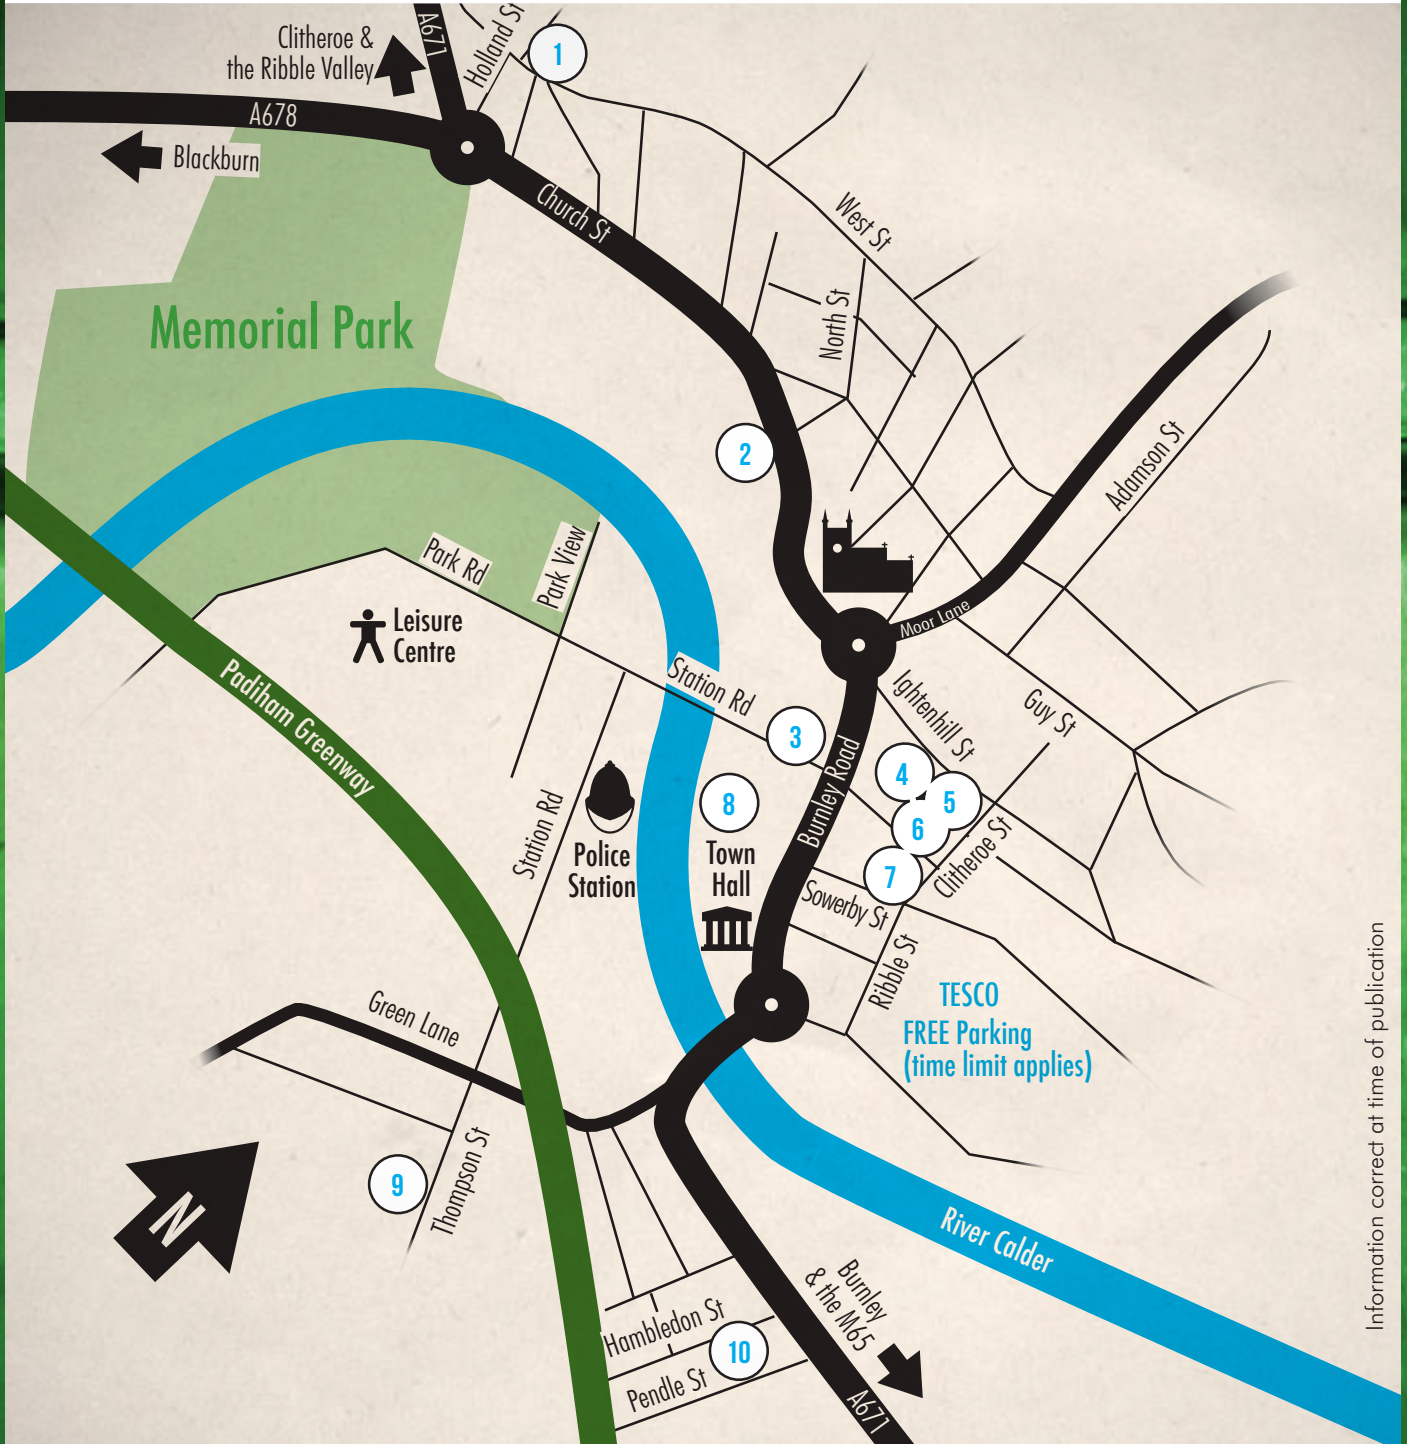 A671
Holland St
1
Clitheroe &
the Ribble Valley
A678
Blackburn
Church St
West St
Memorial Park
North St
2
Adamson St
Park Rd
Park View
Leisure
Centre
Moor Lane
Station Rd
Ightenhill St
Guy St
Padiham Greenway
3
Burnley Road
4
5
6
7
8
Town
Hall
Station Rd
Police
Station
Clitheroe St
Sowerby St
Ribble St
TESCO
FREE Parking
(time limit applies)
Green Lane
N
9
Thompson St
River Calder
Burnley
& the M65
Hambledon St
10
Pendle St
A671
Information correct at time of publication